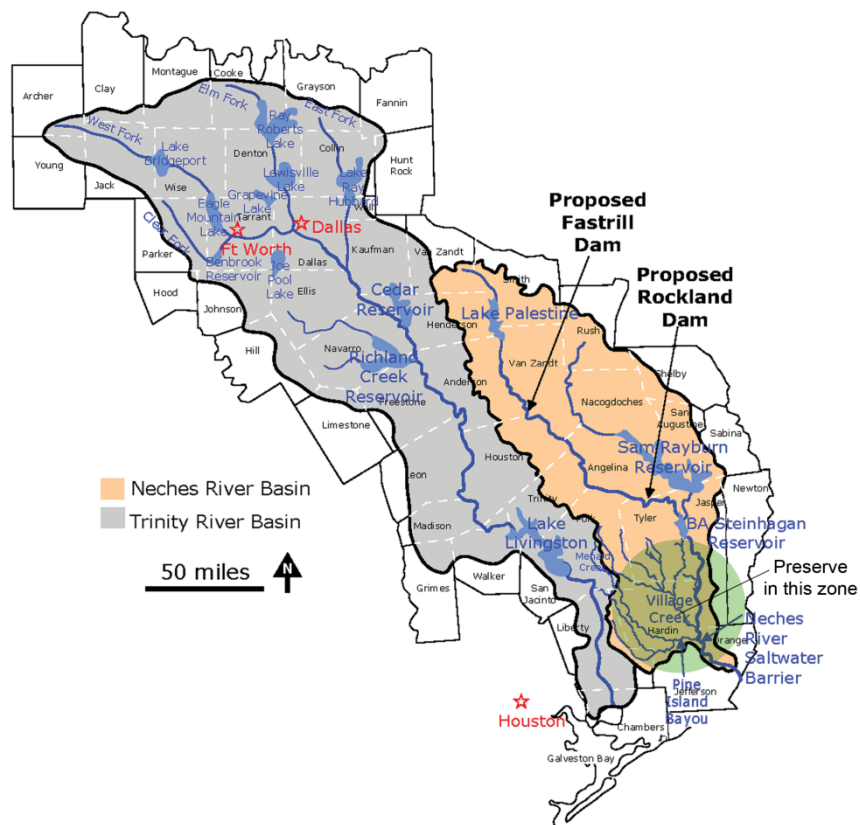 Montague
Cooke
Grayson
Clay
Archer
Fannin
Elm Fork
East Fork
Ray
Roberts
Lake
West Fork
Lake
Bridgeport
Denton
Collin
Hunt
Rock
Young
Jack
Wise
Lewisville
Lake
Lake
Ray
Hubbard
Grapevine
Lake
Eagle
Mountain
Lake
Tarrant
Clear Fork
Ft Worth
Dallas
Parker
Benbrook
Reservoir
Joe
Pool
Lake
Dallas
Kaufman
Van Zandt
Proposed
Fastrill
Dam
Proposed
Rockland
Dam
Hood
Johnson
Ellis
Cedar
Reservoir
Smith
Lake Palestine
Henderson
Rush
Hill
Navarro
Richland
Creek
Reservoir
Van Zandt
Anderson
Freestone
Limestone
Nacogdoches
Shelby
San
Augustine
Sabina
Houston
Angelina
Sam Rayburn
Reservoir
Leon
Newton
Jasper
Trinity
Polk
Tyler
BA Steinhagan
Reservoir
Neches River Basin
Trinity River Basin
Madison
Lake
Livingston
50 miles
N
Grimes
Walker
San
Jacinto
Liberty
Preserve
in this zone
Village
Creek
Hardin
Orange
Neches
River
Saltwater
Barrier
Pine
Island
Bayou
Jefferson
Houston
Chambers
Galveston Bay